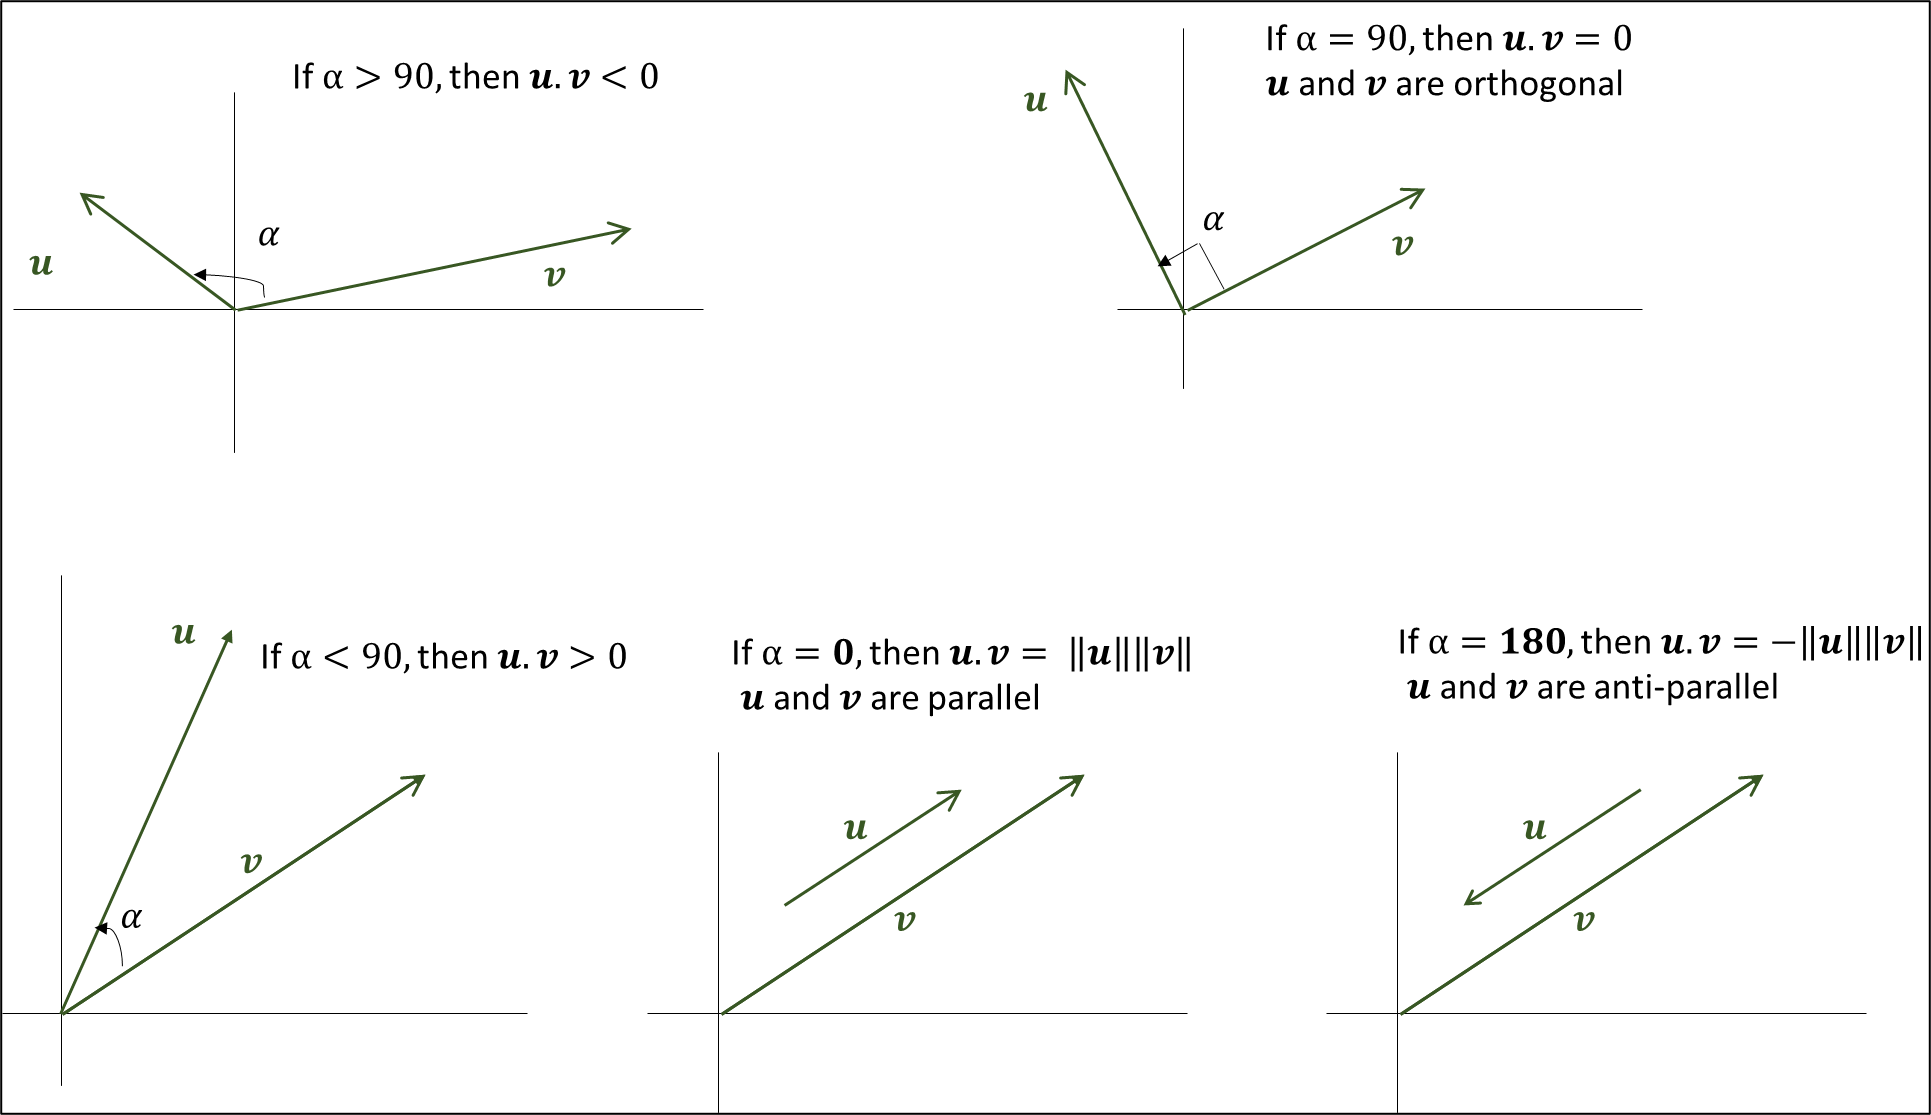 If α > 90, then u. v < 0
u
α
v
If α = 90, then u. v = 0
u and v are orthogonal
u
α
v
u
If α < 90, then u. v > 0
v
α
If α = 0, then u. v = ‖u‖‖v‖
u and v are parallel
u
v
If α = 180, then u. v = −‖u‖‖v‖
u and v are anti-parallel
u
v